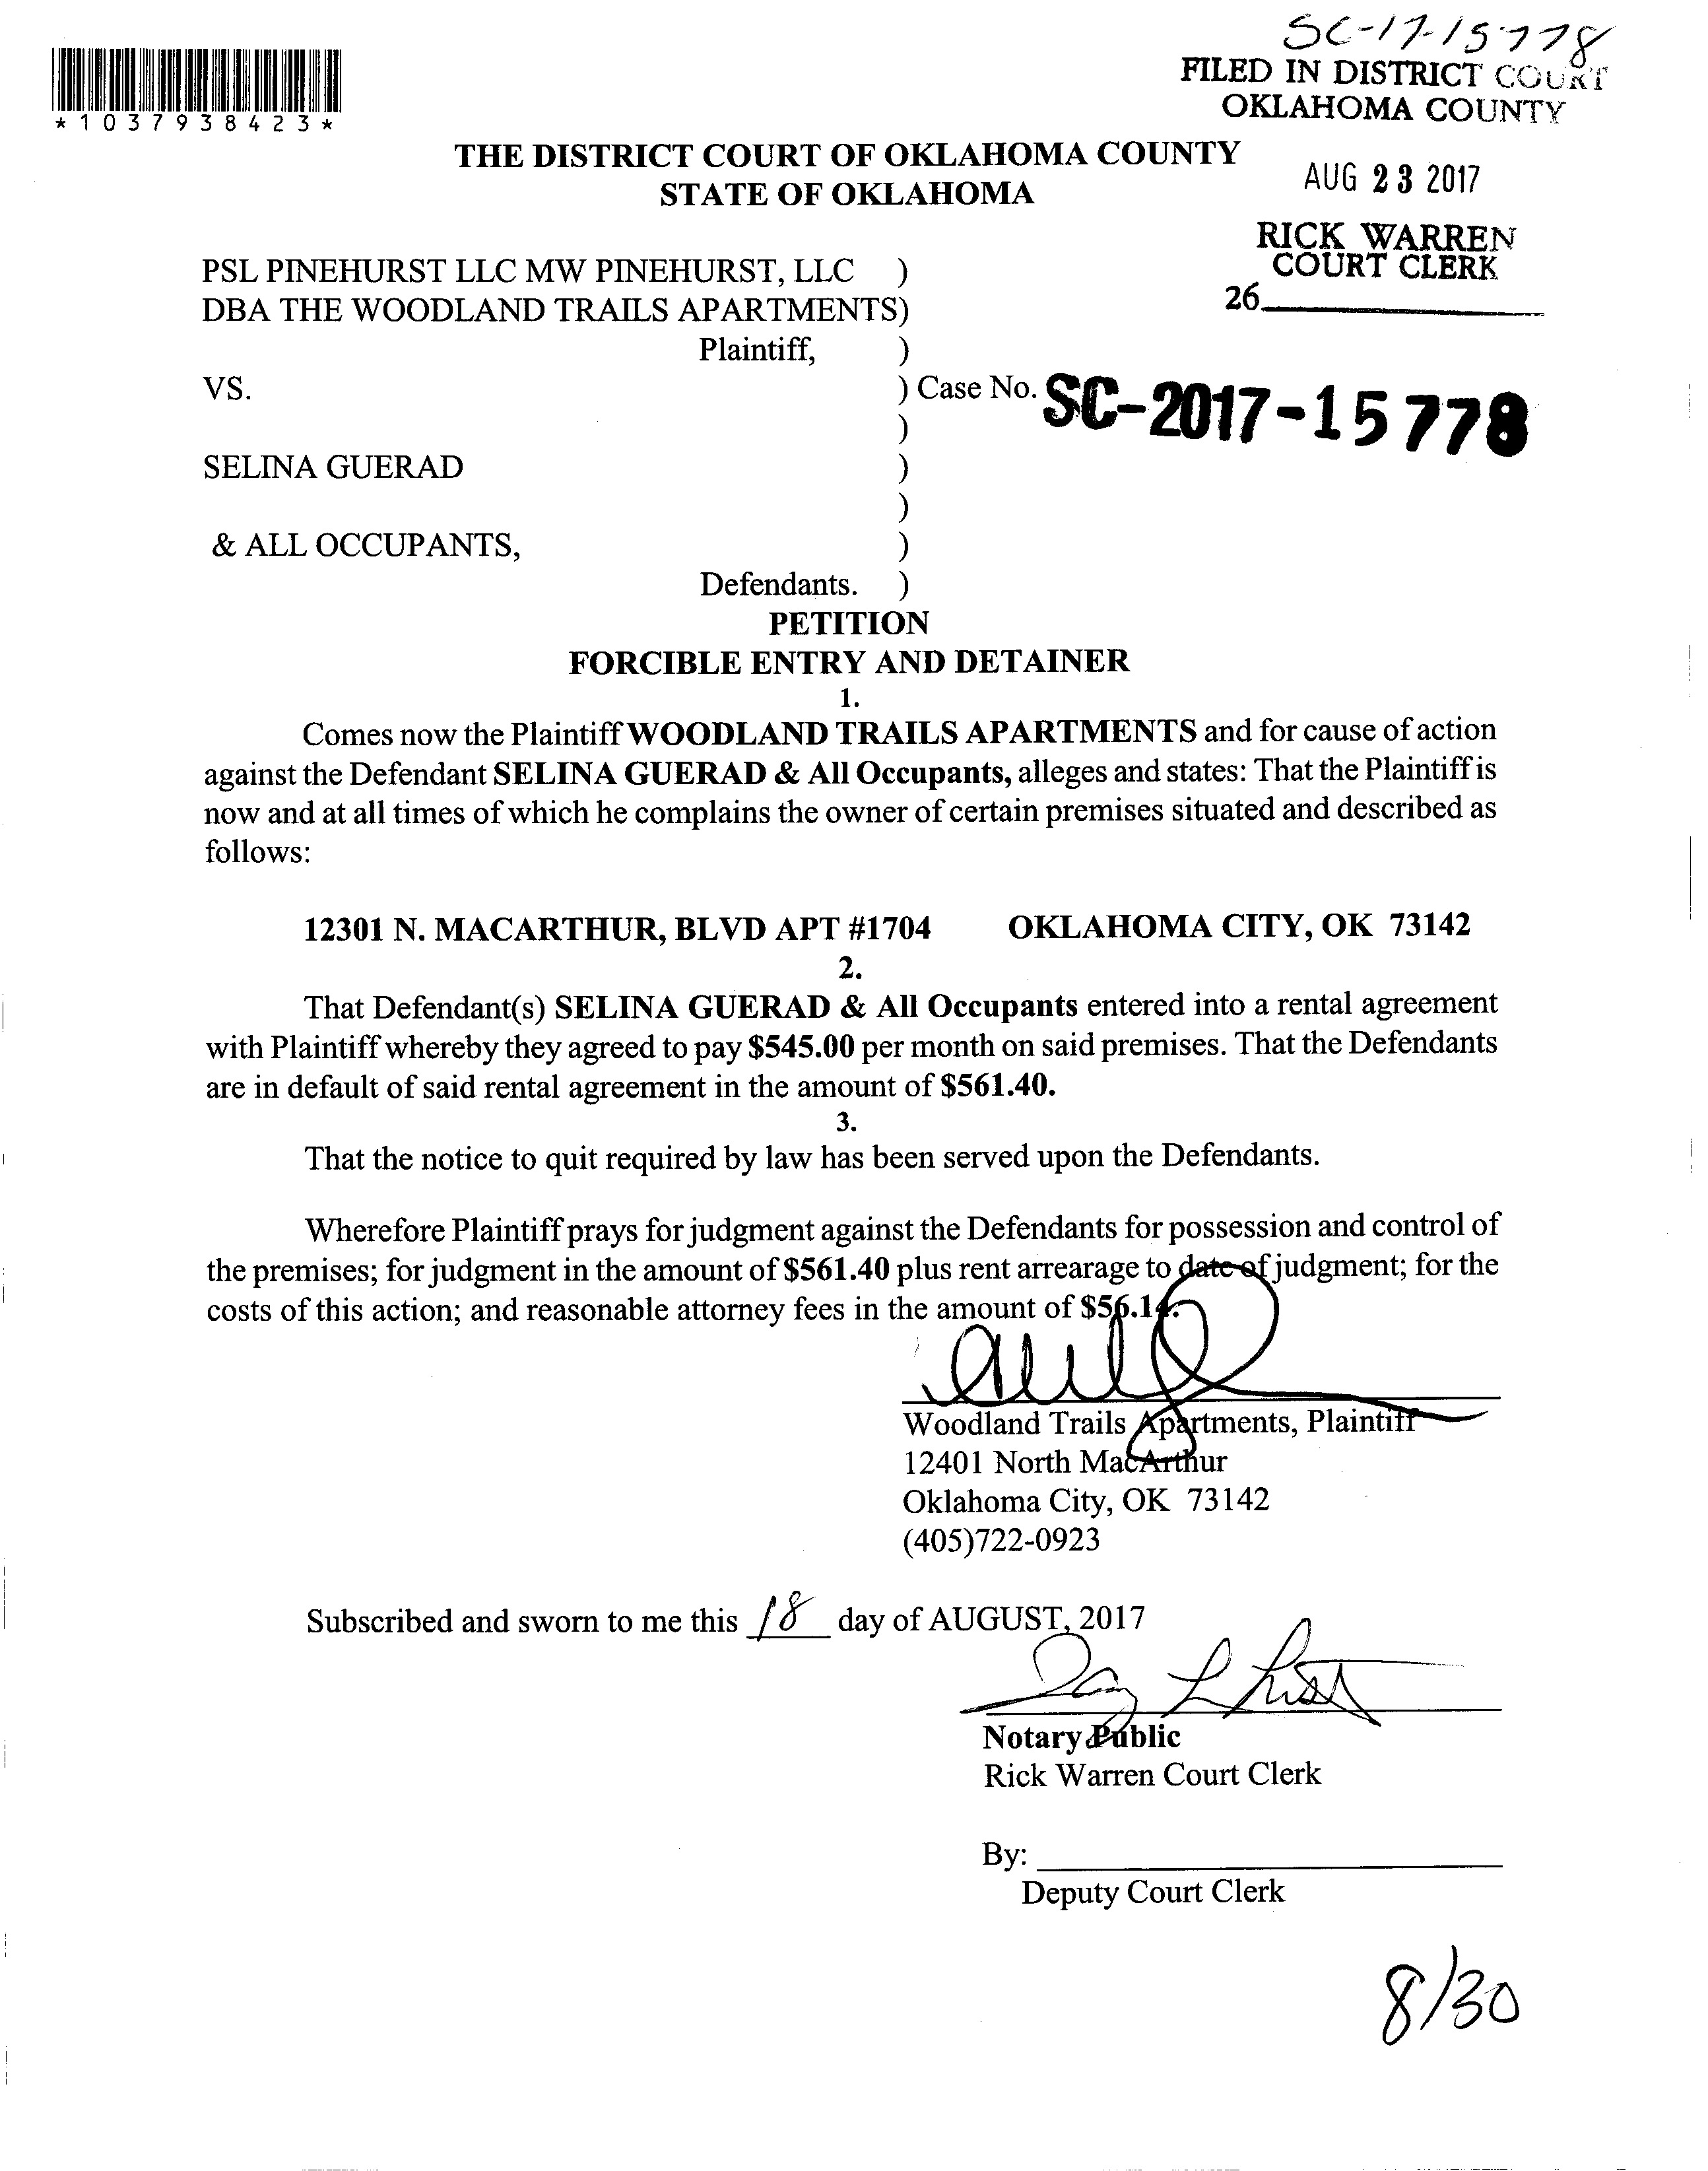 SC-17-15778
FILED IN DISTRICT COURT
OKLAHOMA COUNTY
*1037938423*
THE DISTRICT COURT OF OKLAHOMA COUNTY
STATE OF OKLAHOMA
AUG 23 2017
RICK WARREN
COURT CLERK
26
PSL PINEHURST LLC MW PINEHURST, LLC )
DBA THE WOODLAND TRAILS APARTMENTS)
Plaintiff, )
VS. ) Case No. SC-2017-15778
)
SELINA GUERAD )
)
& ALL OCCUPANTS, )
Defendants. )
PETITION
FORCIBLE ENTRY AND DETAINER
1.
Comes now the Plaintiff WOODLAND TRAILS APARTMENTS and for cause of action
against the Defendant SELINA GUERAD & All Occupants, alleges and states: That the Plaintiff is
now and at all times of which he complains the owner of certain premises situated and described as
follows:
12301 N. MACARTHUR, BLVD APT #1704 OKLAHOMA CITY, OK 73142
2.
That Defendant(s) SELINA GUERAD & All Occupants entered into a rental agreement
with Plaintiff whereby they agreed to pay $545.00 per month on said premises. That the Defendants
are in default of said rental agreement in the amount of $561.40.
3.
That the notice to quit required by law has been served upon the Defendants.
Wherefore Plaintiff prays for judgment against the Defendants for possession and control of
the premises; for judgment in the amount of $561.40 plus rent arrearage to date of judgment; for the
costs of this action; and reasonable attorney fees in the amount of $56.14.
Woodland Trails Apartments, Plaintiff
12401 North MacArthur
Oklahoma City, OK 73142
(405)722-0923
Subscribed and sworn to me this 18 day of AUGUST, 2017
Notary Public
Rick Warren Court Clerk
By:
Deputy Court Clerk
8/30